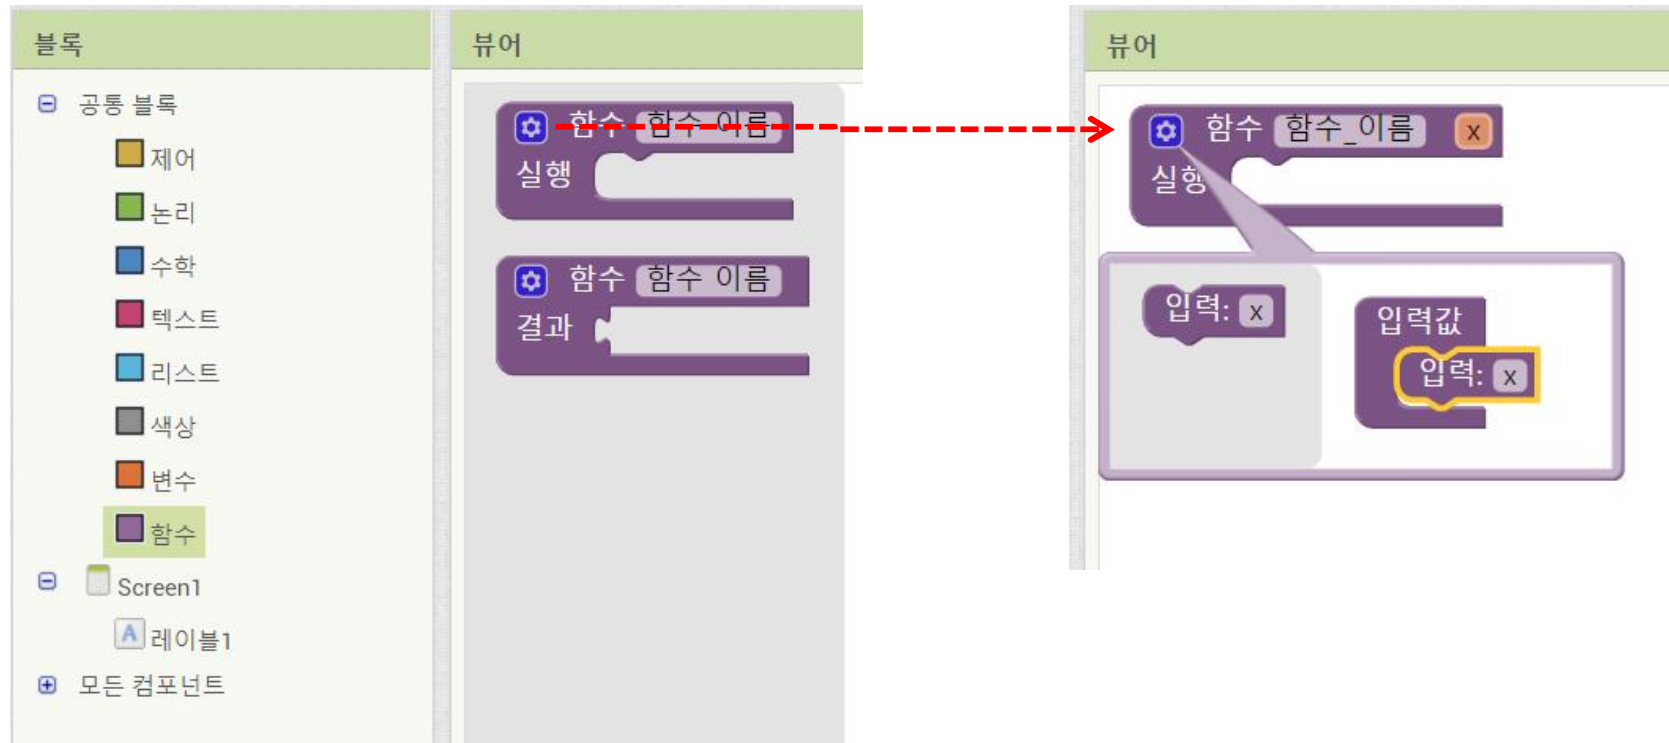 블록
공통 블록
제어
논리
수학
텍스트
리스트
색상
변수
함수
Screen1
A 레이블1
모든 컴포넌트
뷰어
함수 함수 이름
실행
함수 함수 이름
결과
뷰어
함수 함수_이름 x
실행
입력: x
입력값
입력: x